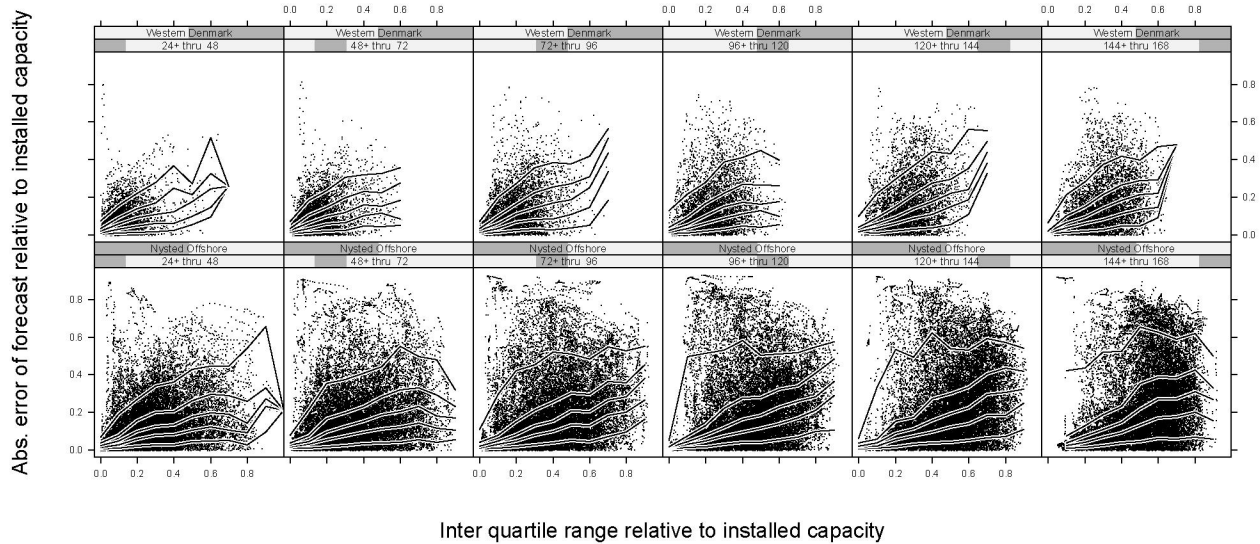 0.0 0.2 0.4 0.6 0.8 0.0 0.2 0.4 0.6 0.8 0.0 0.2 0.4 0.6 0.8
Western Denmark Western Denmark Western Denmark Western Denmark Western Denmark Western Denmark
24+ thru 48 48+ thru 72 72+ thru 96 96+ thru 120 120+ thru 144 144+ thru 168
0.8
0.6
0.4
0.2
0.0
Nysted Offshore Nysted Offshore Nysted Offshore Nysted Offshore Nysted Offshore Nysted Offshore
24+ thru 48 48+ thru 72 72+ thru 96 96+ thru 120 120+ thru 144 144+ thru 168
0.8
0.6
0.4
0.2
0.0
0.0 0.2 0.4 0.6 0.8 0.0 0.2 0.4 0.6 0.8 0.0 0.2 0.4 0.6 0.8
Abs. error of forecast relative to installed capacity
Inter quartile range relative to installed capacity